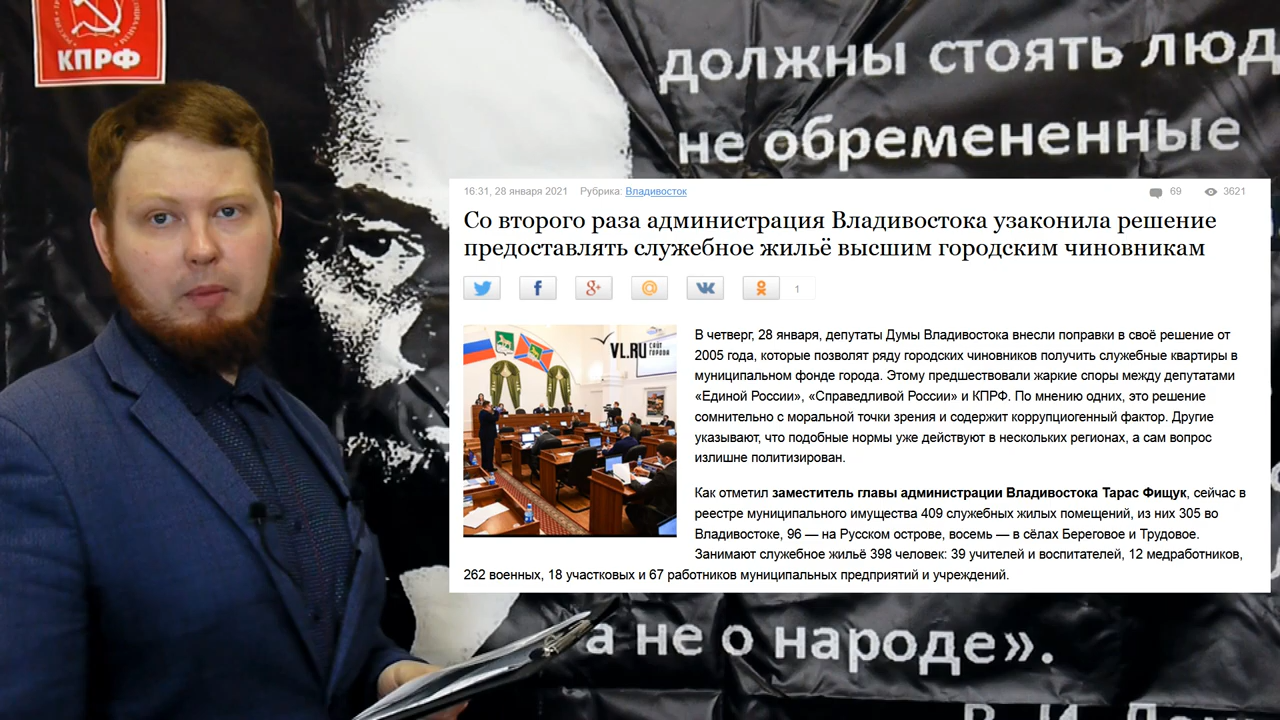 КПРФ
ДОЛЖНЫ СТОЯТЬ
не обремененные
16:31, 28 января 2021 Рубрика: Владивосток 69 3621
Со второго раза администрация Владивостока узаконила решение
предоставлять служебное жильё высшим городским чиновникам
1
VL.RU САЙТ ГОРОДА
В четверг, 28 января, депутаты Думы Владивостока внесли поправки в своё решение от
2005 года, которые позволят ряду городских чиновников получить служебные квартиры в
муниципальном фонде города. Этому предшествовали жаркие споры между депутатами
«Единой России», «Справедливой России» и КПРФ. По мнению одних, это решение
сомнительно с моральной точки зрения и содержит коррупциогенный фактор. Другие
указывают, что подобные нормы уже действуют в нескольких регионах, а сам вопрос
излишне политизирован.
Как отметил заместитель главы администрации Владивостока Тарас Фищук, сейчас в
реестре муниципального имущества 409 служебных жилых помещений, из них 305 во
Владивостоке, 96 — на Русском острове, восемь — в сёлах Береговое и Трудовое.
Занимают служебное жильё 398 человек: 39 учителей и воспитателей, 12 медработников,
262 военных, 18 участковых и 67 работников муниципальных предприятий и учреждений.
а не о народе».
В. И.